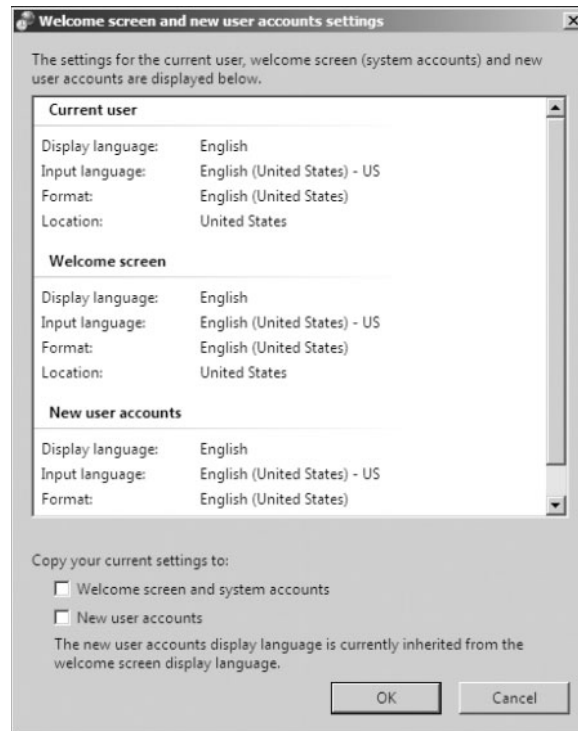 Welcome screen and new user accounts settings
The settings for the current user, welcome screen (system accounts) and new
user accounts are displayed below.
Current user
Display language: English
Input language: English (United States) - US
Format: English (United States)
Location: United States
Welcome screen
Display language: English
Input language: English (United States) - US
Format: English (United States)
Location: United States
New user accounts
Display language: English
Input language: English (United States) - US
Format: English (United States)
Copy your current settings to:
Welcome screen and system accounts
New user accounts
The new user accounts display language is currently inherited from the
welcome screen display language.
OK Cancel